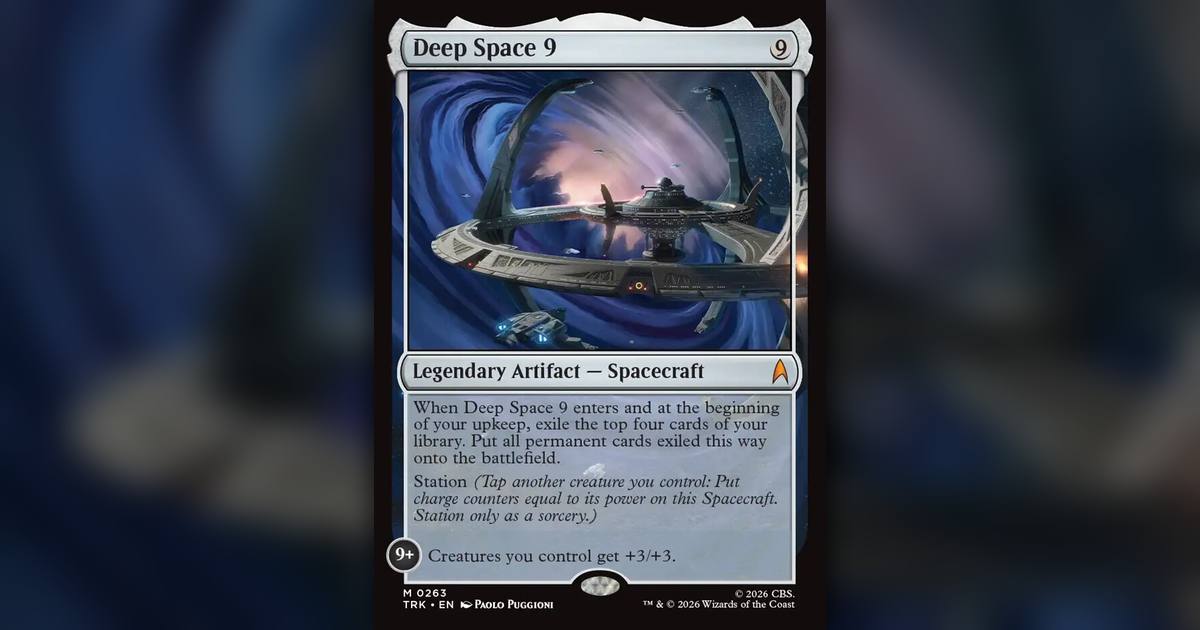 Deep Space 9 9
Legendary Artifact — Spacecraft
When Deep Space 9 enters and at the beginning
of your upkeep, exile the top four cards of your
library. Put all permanent cards exiled this way
onto the battlefield.
Station (Tap another creature you control: Put
charge counters equal to its power on this Spacecraft.
Station only as a sorcery.)
9+ Creatures you control get +3/+3.
M 0263 © 2026 CBS.
TRK • EN Paolo Puggioni ™ & © 2026 Wizards of the Coast